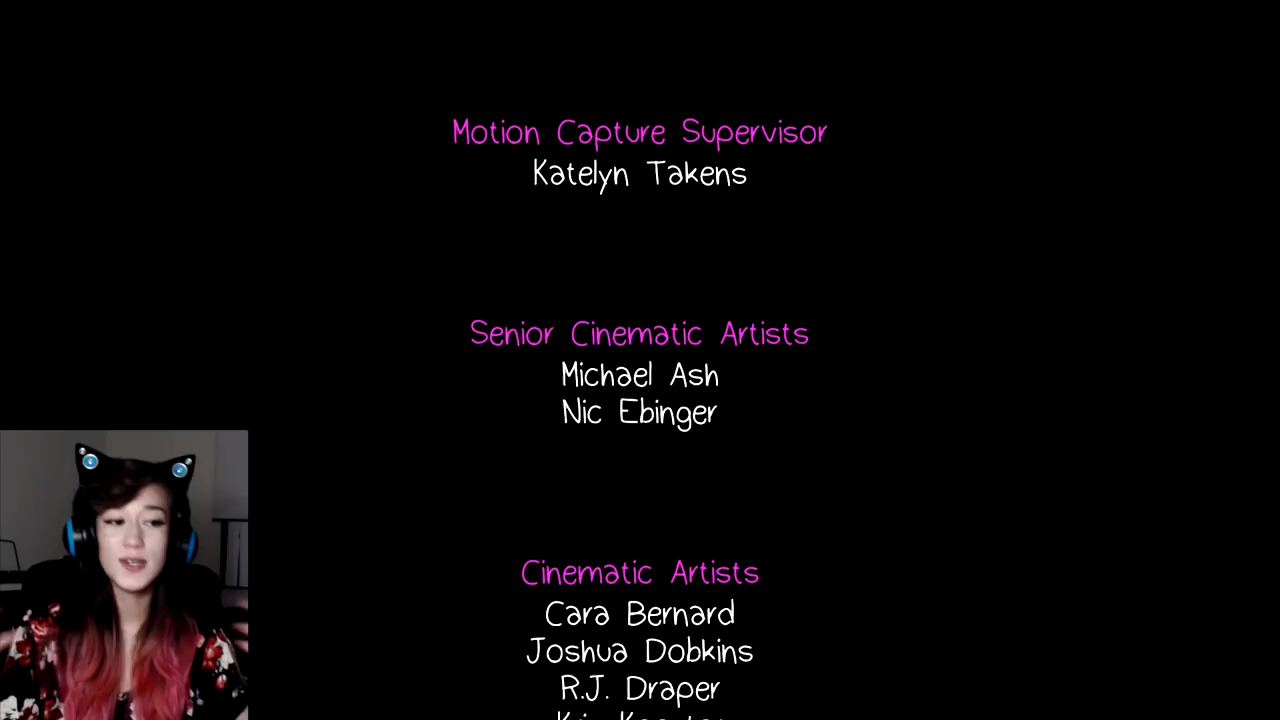 Motion Capture Supervisor
Katelyn Takens
Senior Cinematic Artists
Michael Ash
Nic Ebinger
Cinematic Artists
Cara Bernard
Joshua Dobkins
R.J. Draper